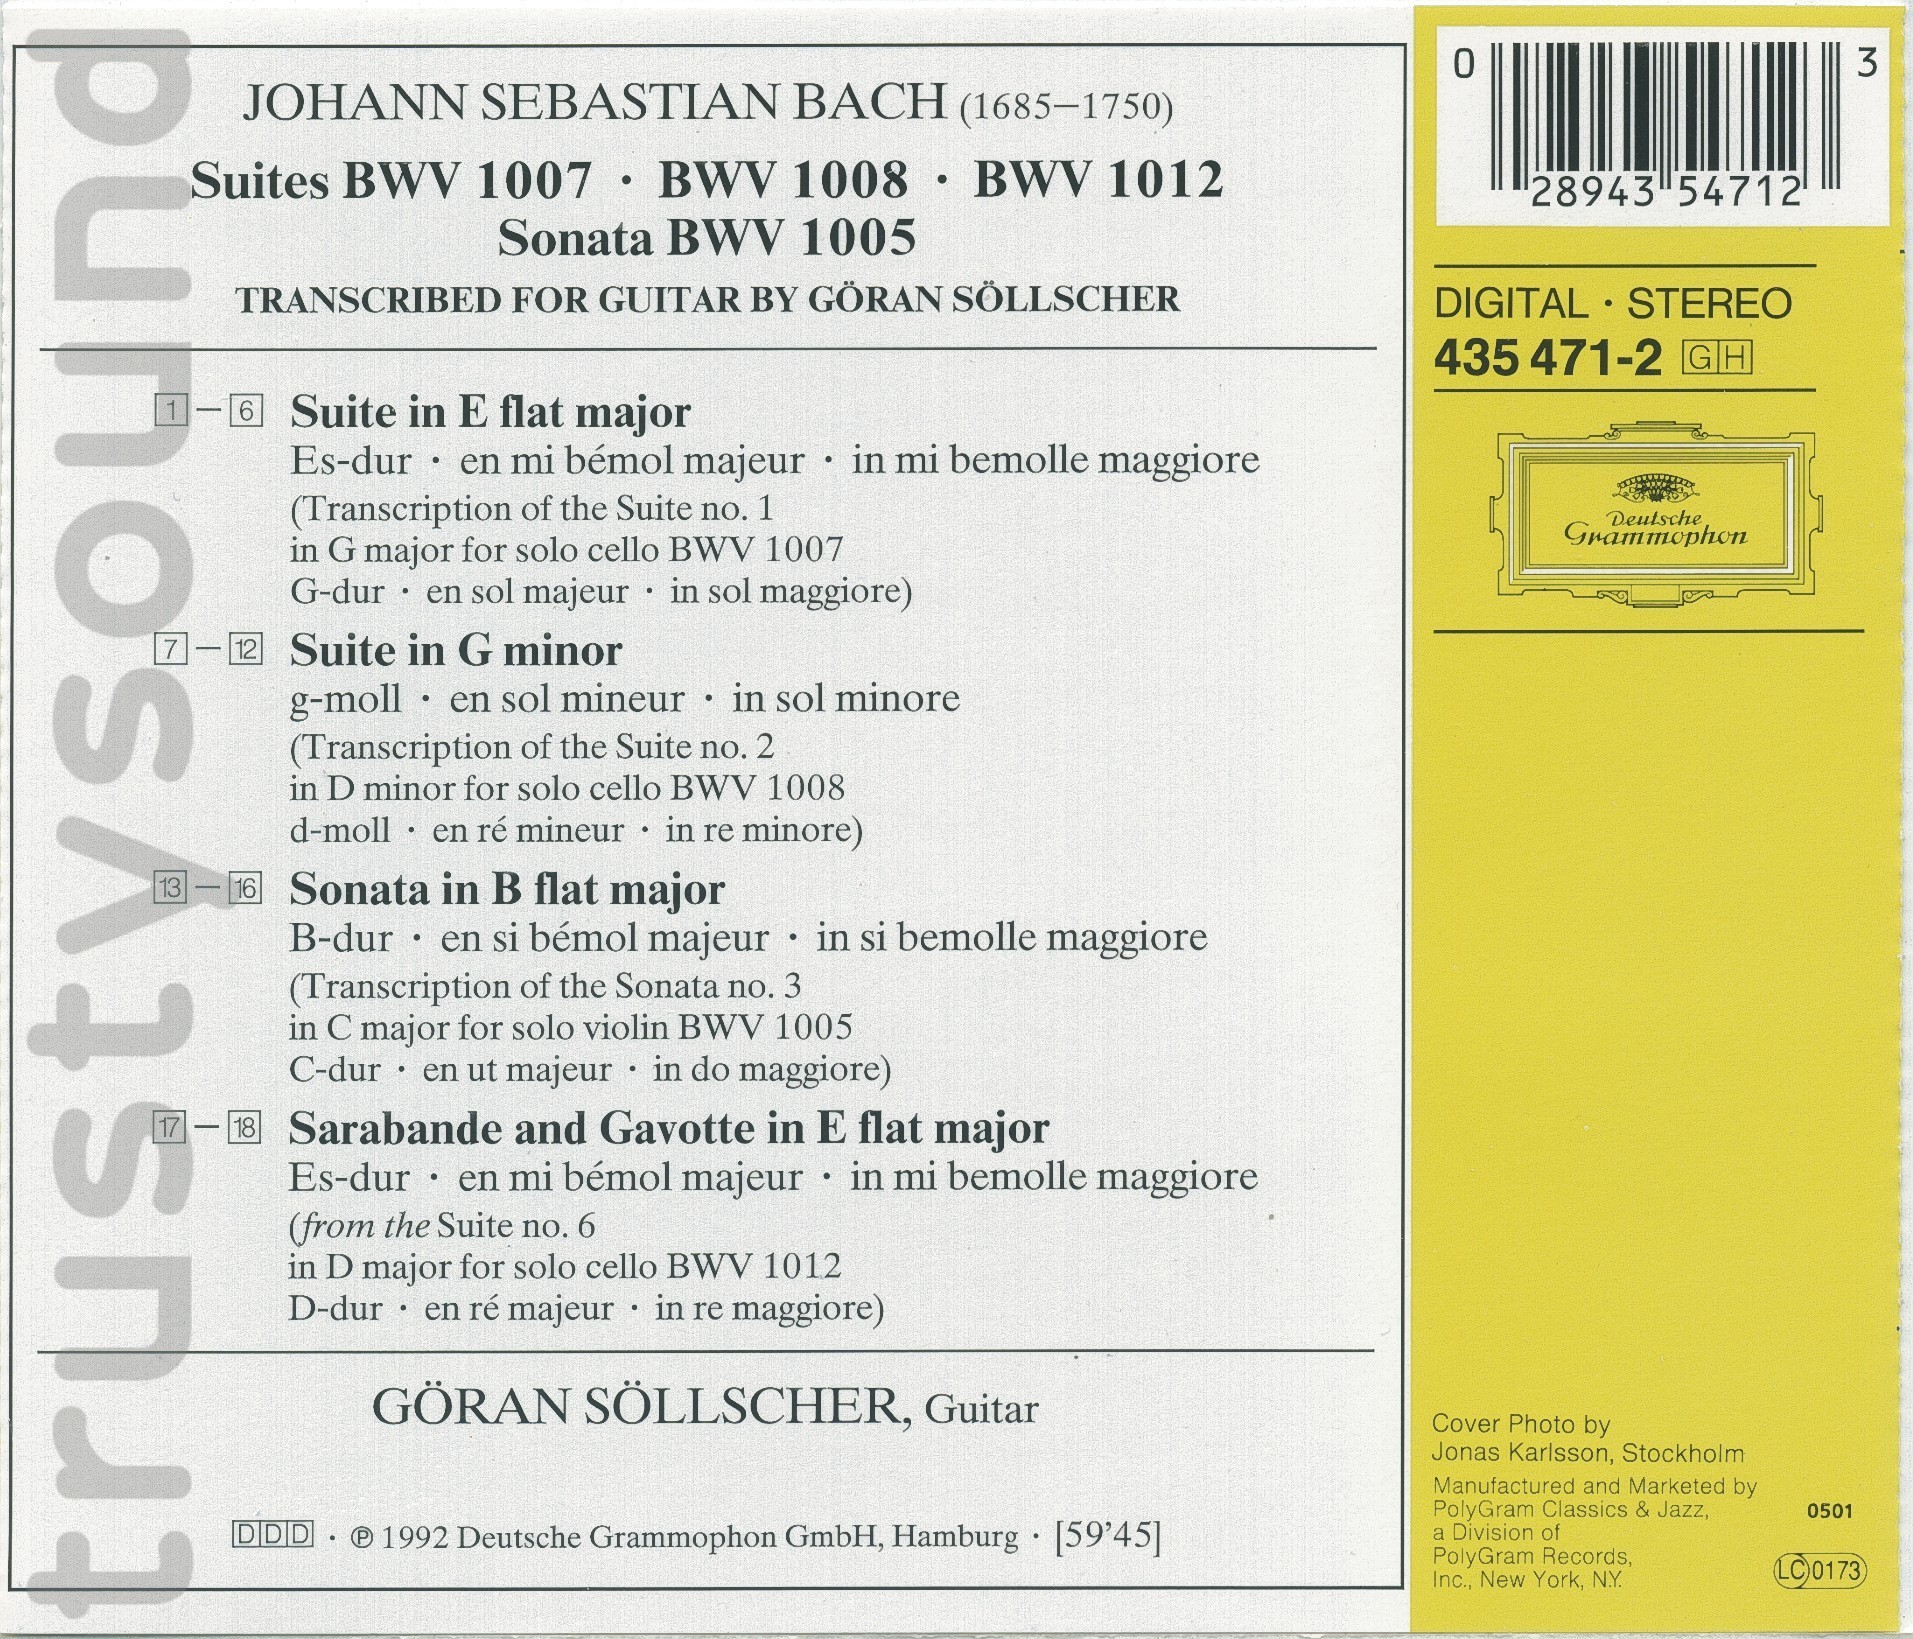 JOHANN SEBASTIAN BACH (1685–1750)
Suites BWV 1007 · BWV 1008 · BWV 1012
Sonata BWV 1005
TRANSCRIBED FOR GUITAR BY GÖRAN SÖLLSCHER
1 – 6 Suite in E flat major
Es-dur · en mi bémol majeur · in mi bemolle maggiore
(Transcription of the Suite no. 1
in G major for solo cello BWV 1007
G-dur · en sol majeur · in sol maggiore)
7 – 12 Suite in G minor
g-moll · en sol mineur · in sol minore
(Transcription of the Suite no. 2
in D minor for solo cello BWV 1008
d-moll · en ré mineur · in re minore)
13 – 16 Sonata in B flat major
B-dur · en si bémol majeur · in si bemolle maggiore
(Transcription of the Sonata no. 3
in C major for solo violin BWV 1005
C-dur · en ut majeur · in do maggiore)
17 – 18 Sarabande and Gavotte in E flat major
Es-dur · en mi bémol majeur · in mi bemolle maggiore
(from the Suite no. 6
in D major for solo cello BWV 1012
D-dur · en ré majeur · in re maggiore)
GÖRAN SÖLLSCHER, Guitar
DDD · ℗ 1992 Deutsche Grammophon GmbH, Hamburg · [59'45]
trustysound
0 28943 54712 3
DIGITAL · STEREO
435 471-2 GH
Deutsche
Grammophon
Cover Photo by
Jonas Karlsson, Stockholm
Manufactured and Marketed by
PolyGram Classics & Jazz,
a Division of
PolyGram Records,
Inc., New York, N.Y.
0501
LC 0173